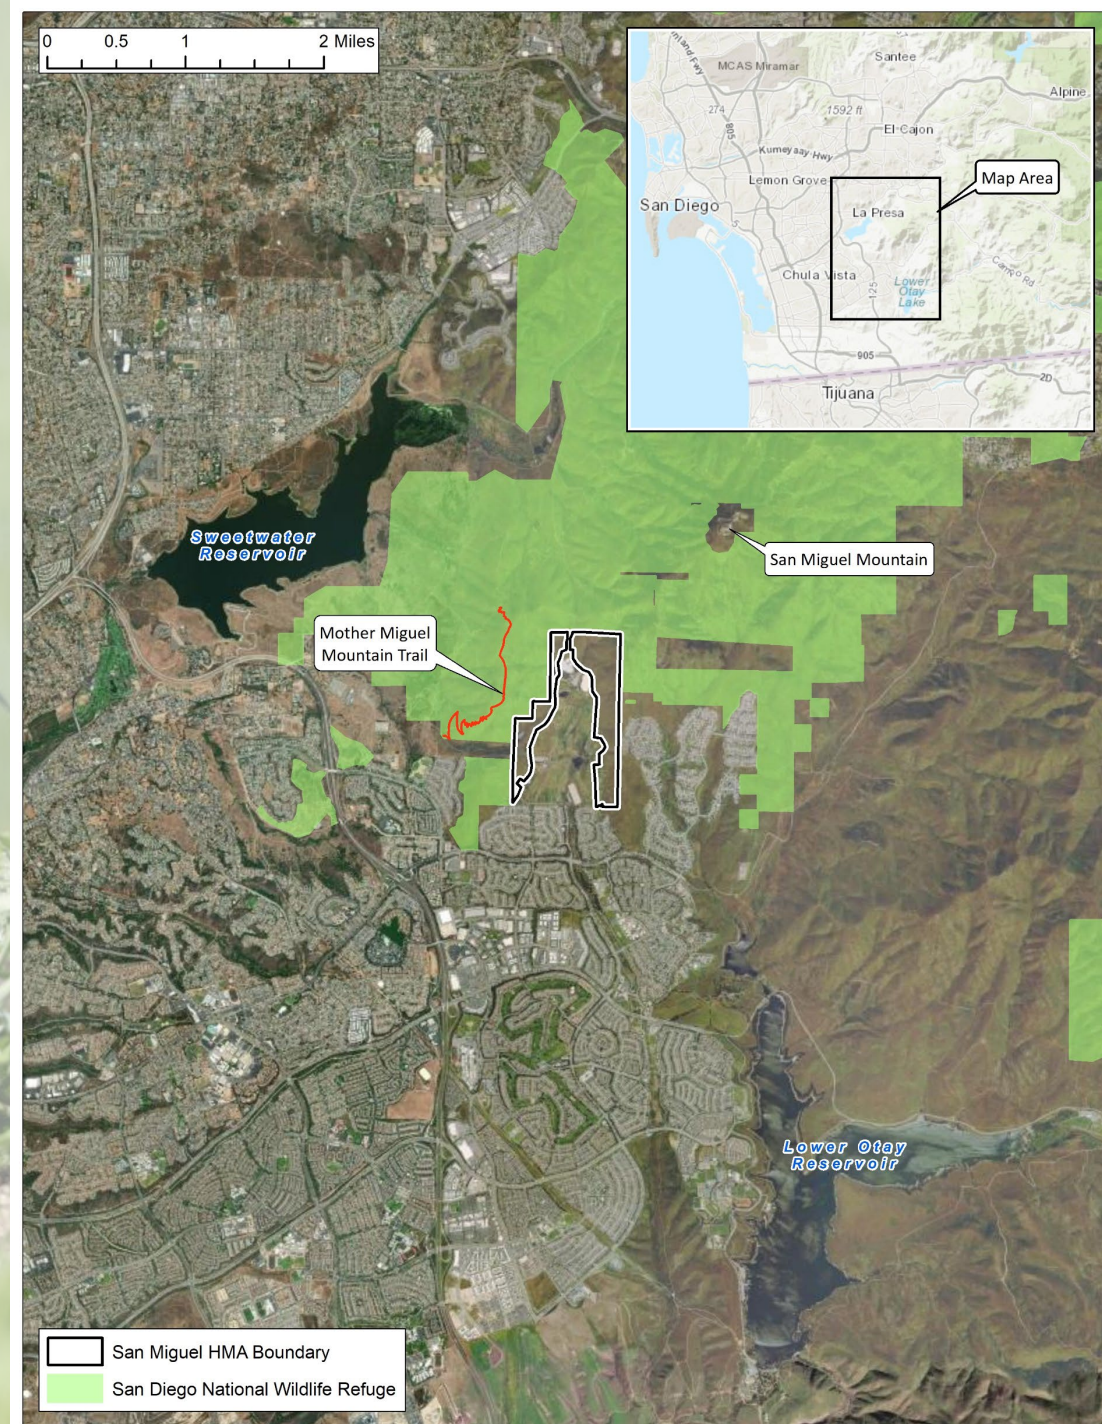 0 0.5 1 2 Miles
MCAS Miramar
Santee
Alpine
274
805
1592 ft
El Cajon
Kumeyaay Hwy
Lemon Grove
Map Area
San Diego
La Presa
5
Chula Vista
125
Lower
Otay
Lake
905
Tijuana
2D
Sweetwater
Reservoir
San Miguel Mountain
Mother Miguel
Mountain Trail
Lower Otay
Reservoir
San Miguel HMA Boundary
San Diego National Wildlife Refuge